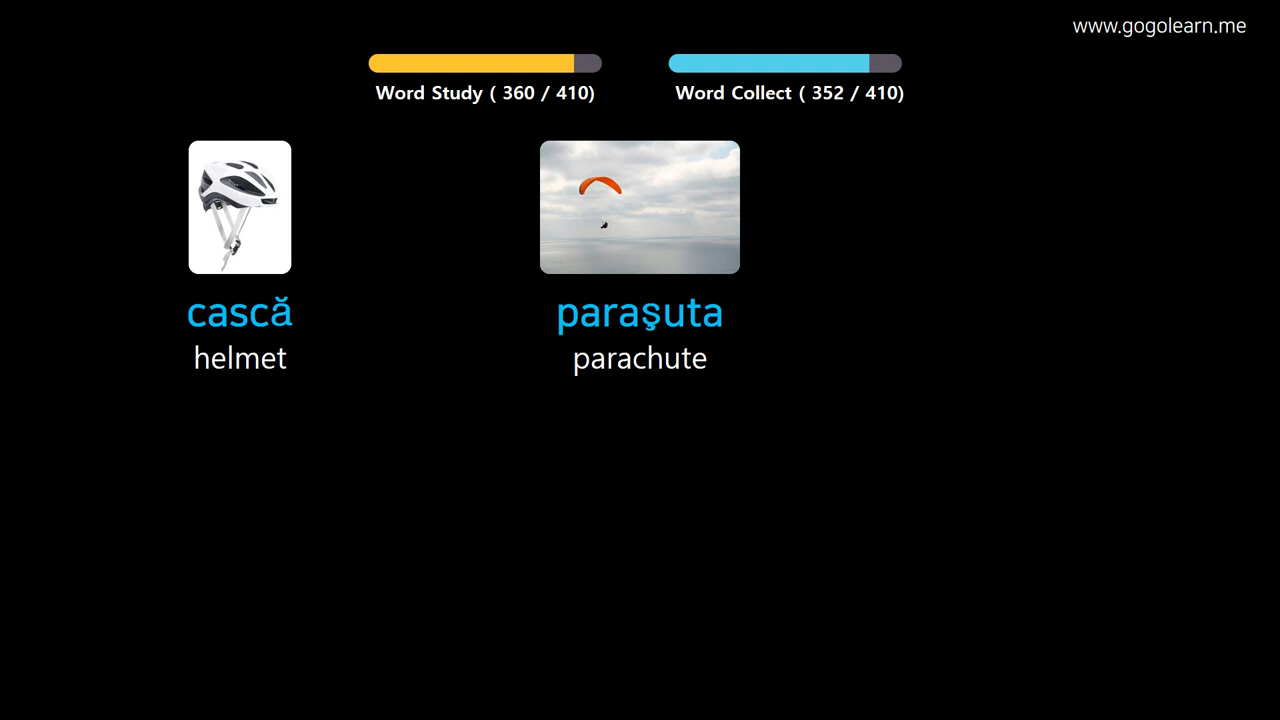 www.gogolearn.me
Word Study ( 360 / 410)
Word Collect ( 352 / 410)
cască
paraşuta
helmet
parachute